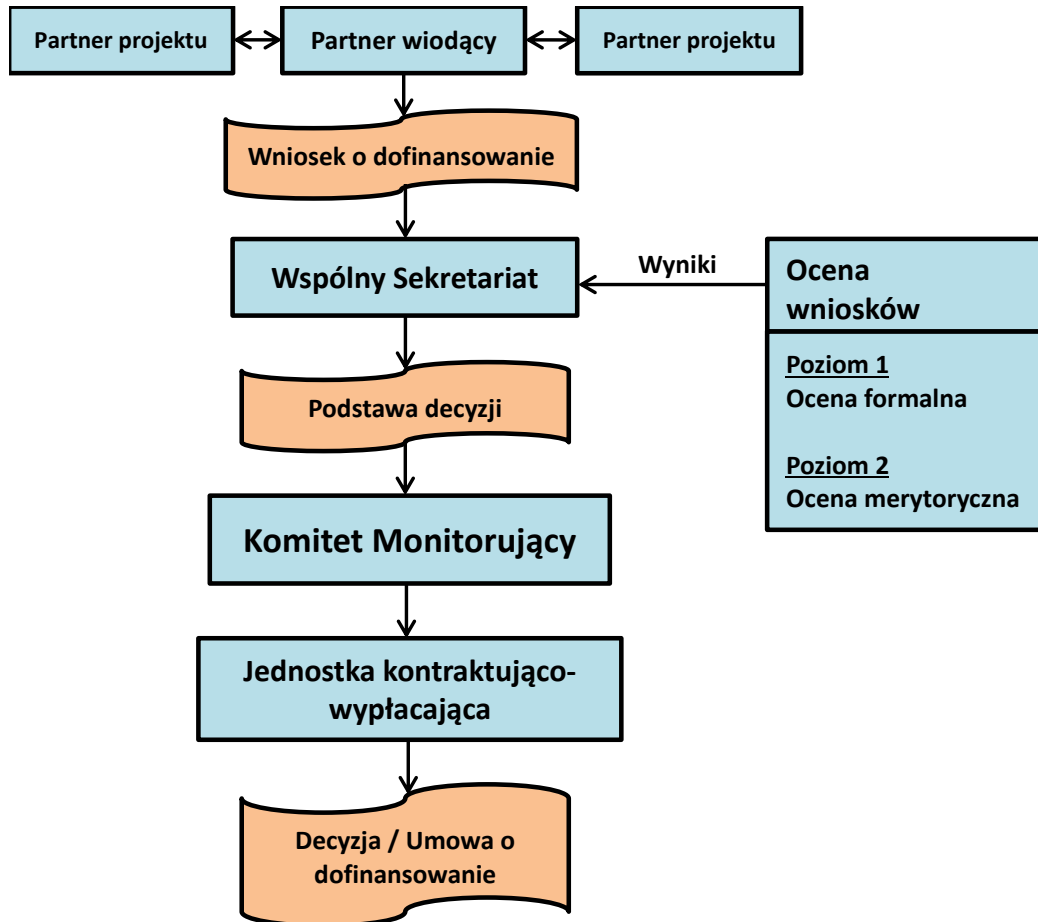 Partner projektu
Partner wiodący
Partner projektu
Wniosek o dofinansowanie
Wspólny Sekretariat
Wyniki
Ocena
wniosków
Poziom 1
Ocena formalna
Poziom 2
Ocena merytoryczna
Podstawa decyzji
Komitet Monitorujący
Jednostka kontraktująco-
wypłacająca
Decyzja / Umowa o
dofinansowanie